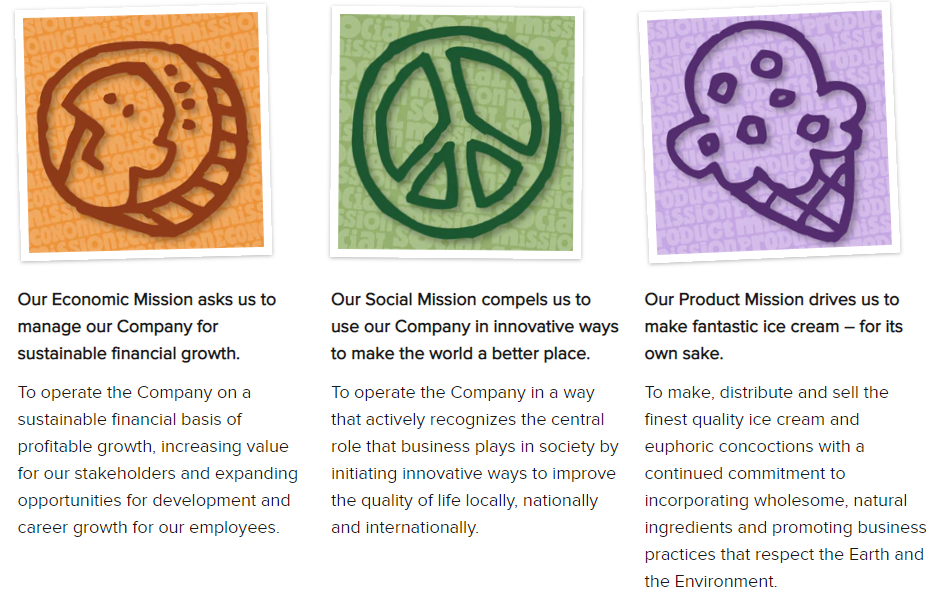 Our Economic Mission asks us to
manage our Company for
sustainable financial growth.
To operate the Company on a
sustainable financial basis of
profitable growth, increasing value
for our stakeholders and expanding
opportunities for development and
career growth for our employees.
Our Social Mission compels us to
use our Company in innovative ways
to make the world a better place.
To operate the Company in a way
that actively recognizes the central
role that business plays in society by
initiating innovative ways to improve
the quality of life locally, nationally
and internationally.
Our Product Mission drives us to
make fantastic ice cream – for its
own sake.
To make, distribute and sell the
finest quality ice cream and
euphoric concoctions with a
continued commitment to
incorporating wholesome, natural
ingredients and promoting business
practices that respect the Earth and
the Environment.